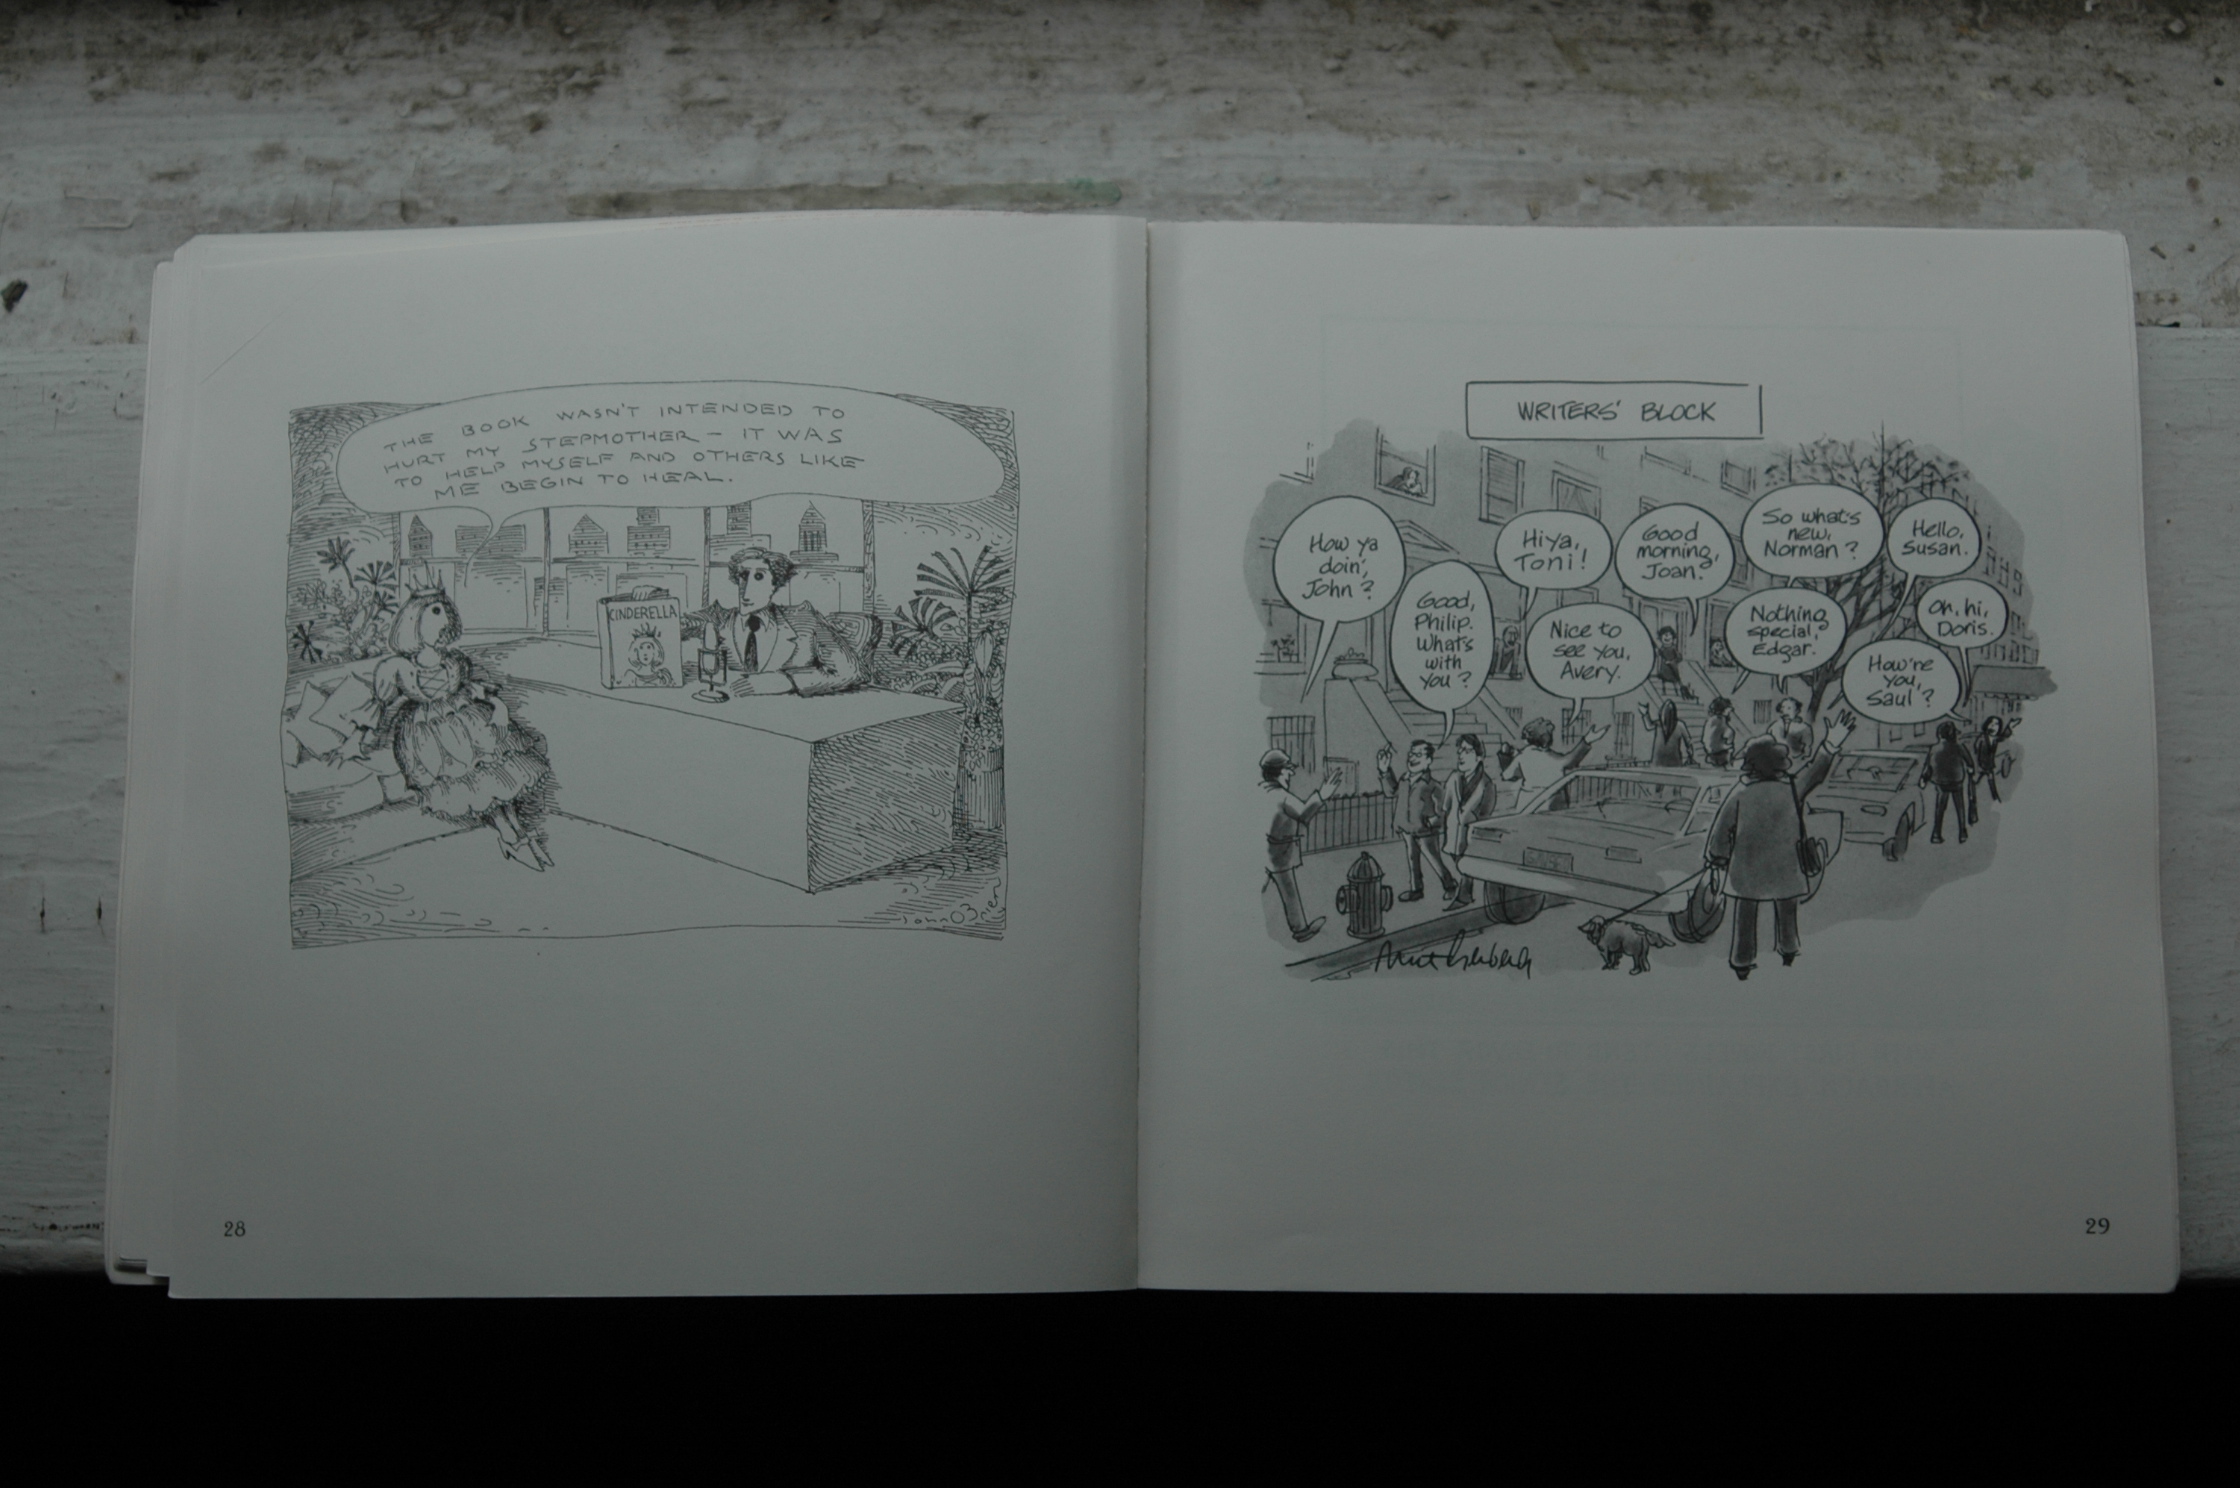 THE BOOK WASN'T INTENDED TO
HURT MY STEPMOTHER – IT WAS
TO HELP MYSELF AND OTHERS LIKE
ME BEGIN TO HEAL.
CINDERELLA
John O'Brien
28
WRITERS' BLOCK
How ya
doin',
John?
Good,
Philip.
What's
with
you?
Hiya,
Toni!
Nice to
see you,
Avery.
Good
morning,
Joan.
So what's
new,
Norman?
Nothing
special,
Edgar.
Hello,
Susan.
How're
you,
Saul?
Oh, hi,
Doris.
29